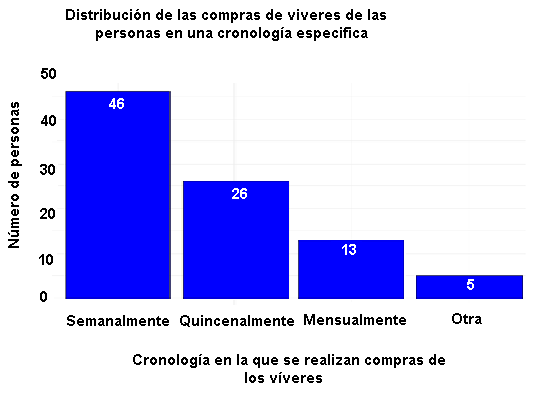 Distribución de las compras de viveres de las
personas en una cronología especifica
Número de personas
50
40
30
20
10
0
46
26
13
5
Semanalmente Quincenalmente Mensualmente Otra
Cronología en la que se realizan compras de
los víveres